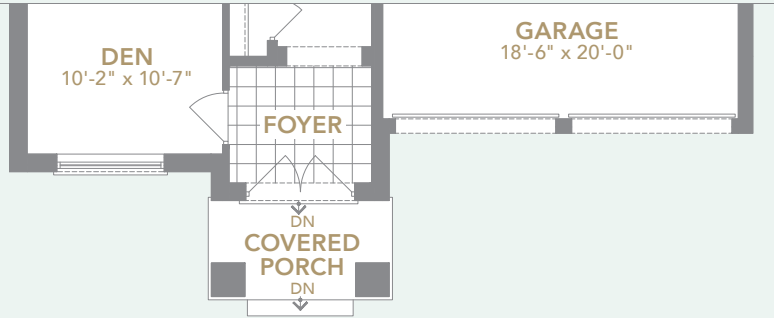 DEN
10'-2" x 10'-7"
GARAGE
18'-6" x 20'-0"
FOYER
DN
COVERED
PORCH
DN